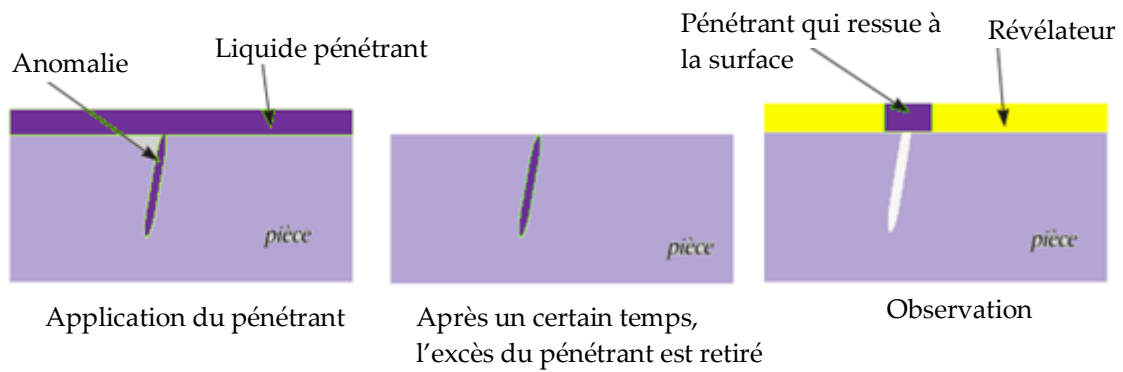 Anomalie
Liquide pénétrant
pièce
Application du pénétrant
pièce
Après un certain temps,
l’excès du pénétrant est retiré
Pénétrant qui ressue à
la surface
Révélateur
pièce
Observation